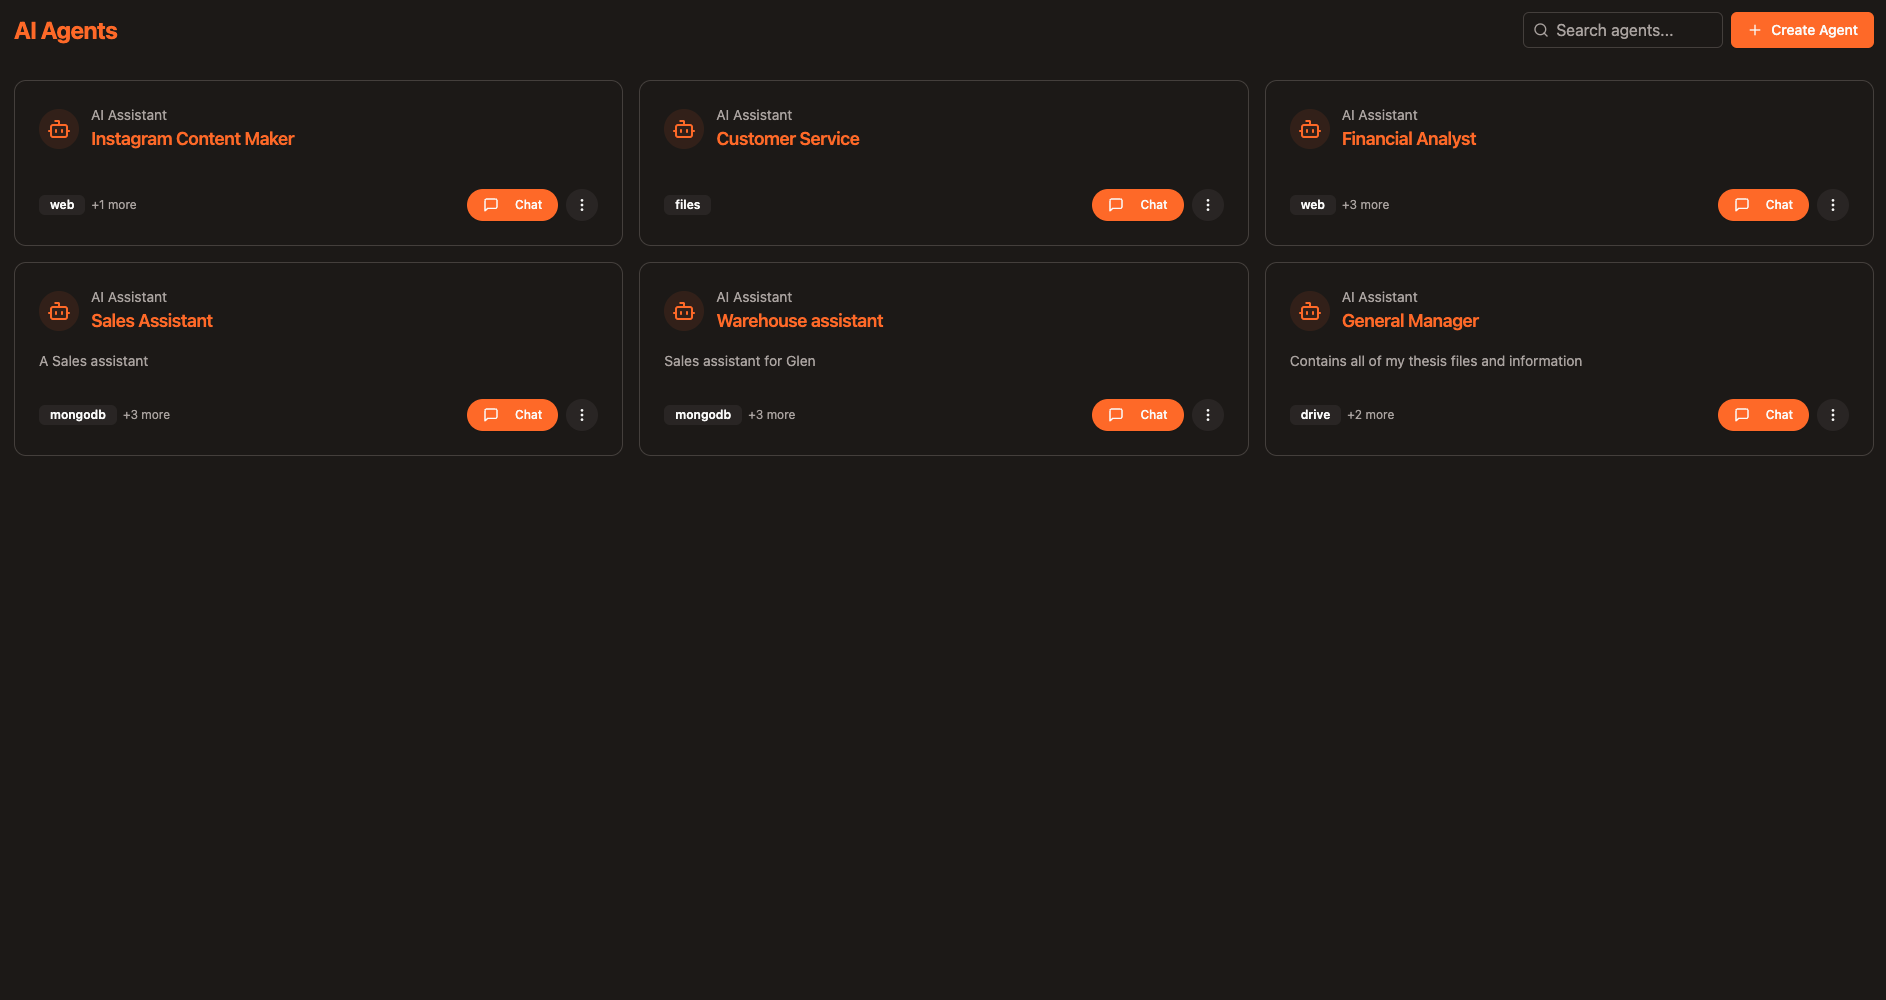 AI Agents
Search agents...
Create Agent
AI Assistant
Instagram Content Maker
web +1 more
Chat
AI Assistant
Customer Service
files
Chat
AI Assistant
Financial Analyst
web +3 more
Chat
AI Assistant
Sales Assistant
A Sales assistant
mongodb +3 more
Chat
AI Assistant
Warehouse assistant
Sales assistant for Glen
mongodb +3 more
Chat
AI Assistant
General Manager
Contains all of my thesis files and information
drive +2 more
Chat